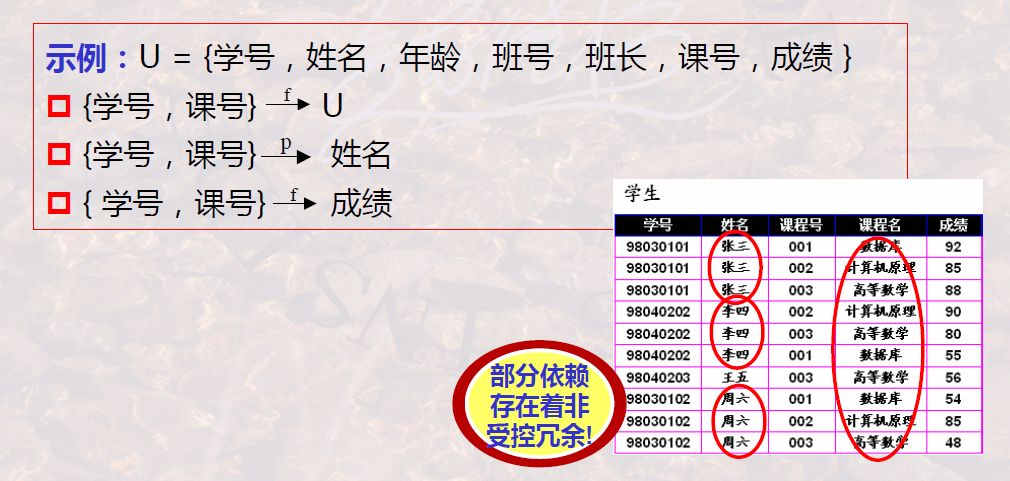 示例：U = {学号，姓名，年龄，班号，班长，课号，成绩 }
{学号，课号} f U
{学号，课号} p 姓名
{ 学号，课号} f 成绩
学生
学号 姓名 课程号 课程名 成绩
98030101 张三 001 数据库 92
98030101 张三 002 计算机原理 85
98030101 张三 003 高等数学 88
98040202 李四 002 计算机原理 90
98040202 李四 003 高等数学 80
98040202 李四 001 数据库 55
98040203 王五 003 高等数学 56
98030102 周六 001 数据库 54
98030102 周六 002 计算机原理 85
98030102 周六 003 高等数学 48
部分依赖
存在着非
受控冗余!